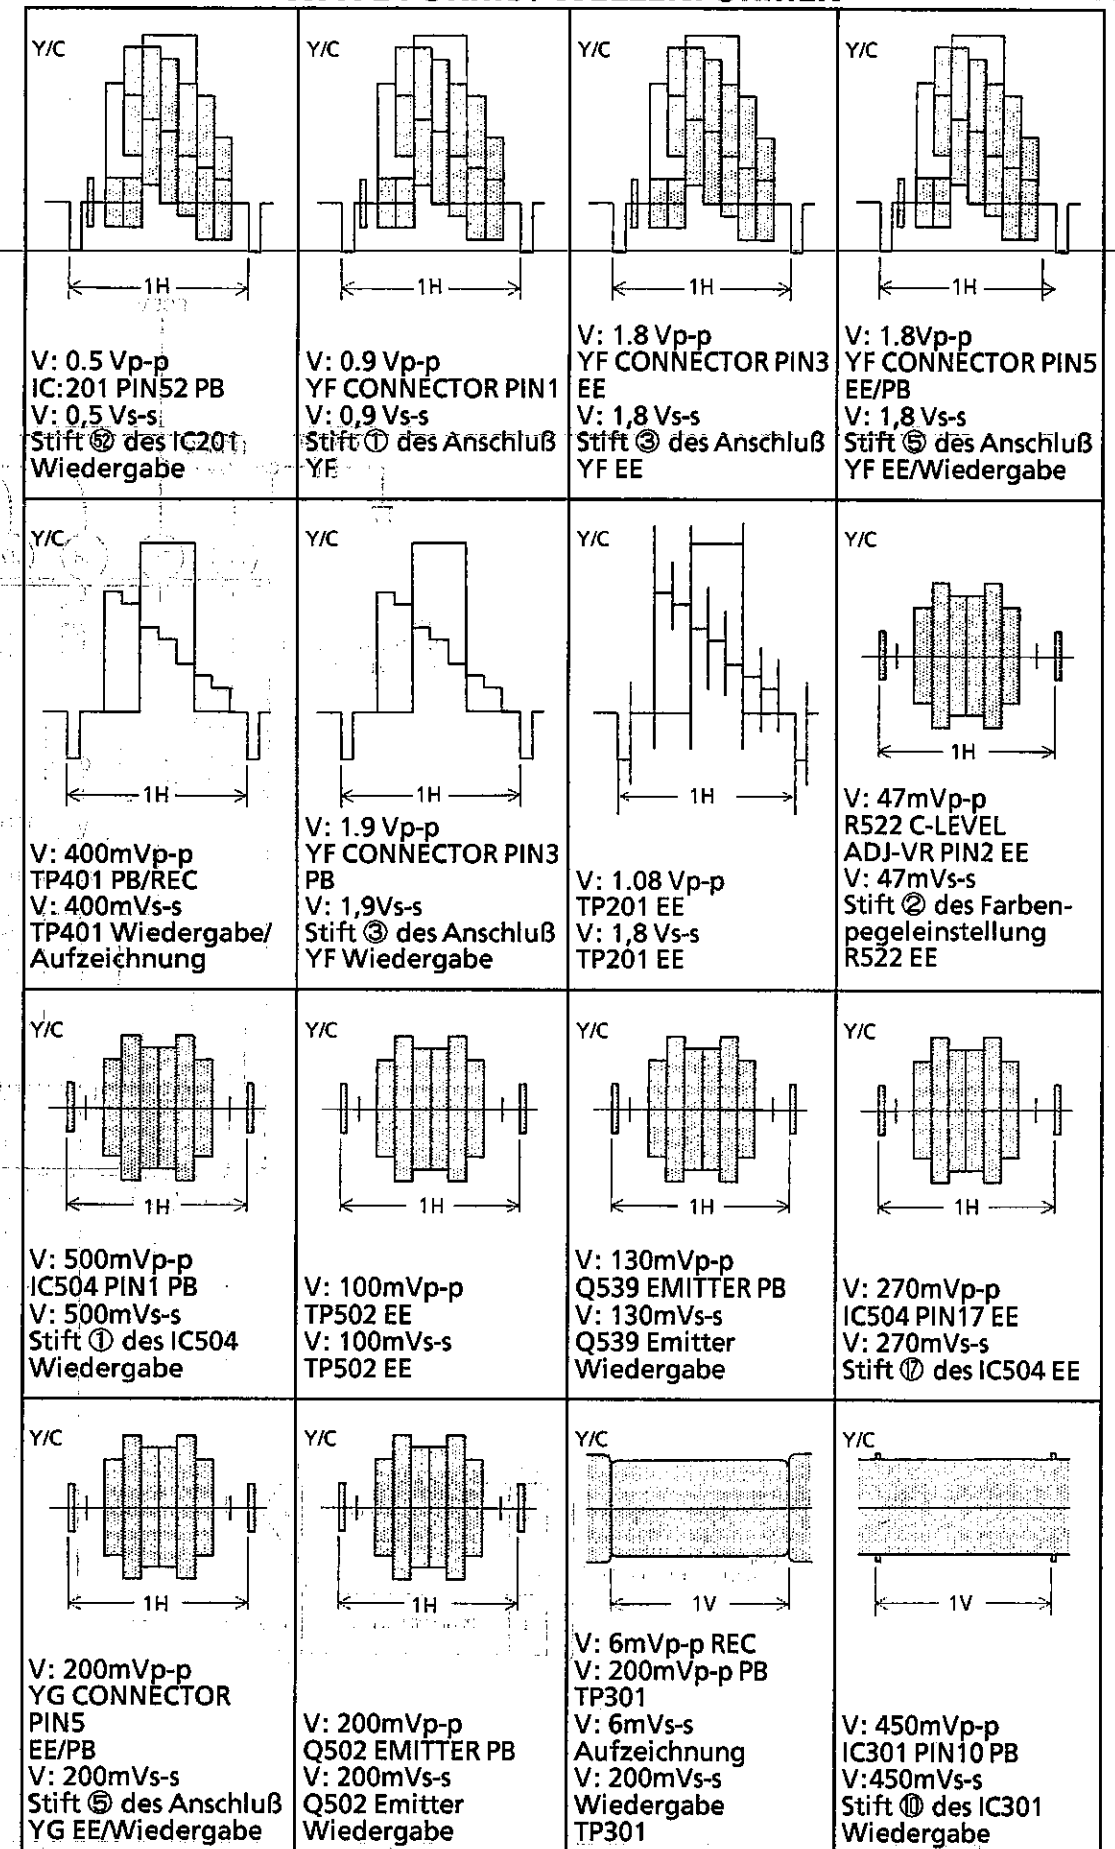 Y/C
1H
V: 0.5 Vp-p
IC:201 PIN52 PB
V: 0,5 Vs-s
Stift ㊾ des IC201
Wiedergabe
Y/C
1H
V: 0.9 Vp-p
YF CONNECTOR PIN1
V: 0,9 Vs-s
Stift ① des Anschluß
YF
Y/C
1H
V: 1.8 Vp-p
YF CONNECTOR PIN3
EE
V: 1,8 Vs-s
Stift ③ des Anschluß
YF EE
Y/C
1H
V: 1.8Vp-p
YF CONNECTOR PIN5
EE/PB
V: 1,8 Vs-s
Stift ⑤ des Anschluß
YF EE/Wiedergabe
Y/C
1H
V: 400mVp-p
TP401 PB/REC
V: 400mVs-s
TP401 Wiedergabe/
Aufzeichnung
Y/C
1H
V: 1.9 Vp-p
YF CONNECTOR PIN3
PB
V: 1,9Vs-s
Stift ③ des Anschluß
YF Wiedergabe
Y/C
1H
V: 1.08 Vp-p
TP201 EE
V: 1,8 Vs-s
TP201 EE
Y/C
1H
V: 47mVp-p
R522 C-LEVEL
ADJ-VR PIN2 EE
V: 47mVs-s
Stift ② des Farben-
pegeleinstellung
R522 EE
Y/C
1H
V: 500mVp-p
IC504 PIN1 PB
V: 500mVs-s
Stift ① des IC504
Wiedergabe
Y/C
1H
V: 100mVp-p
TP502 EE
V: 100mVs-s
TP502 EE
Y/C
1H
V: 130mVp-p
Q539 EMITTER PB
V: 130mVs-s
Q539 Emitter
Wiedergabe
Y/C
1H
V: 270mVp-p
IC504 PIN17 EE
V: 270mVs-s
Stift ⑰ des IC504 EE
Y/C
1H
V: 200mVp-p
YG CONNECTOR
PIN5
EE/PB
V: 200mVs-s
Stift ⑤ des Anschluß
YG EE/Wiedergabe
Y/C
1H
V: 200mVp-p
Q502 EMITTER PB
V: 200mVs-s
Q502 Emitter
Wiedergabe
Y/C
1V
V: 6mVp-p REC
V: 200mVp-p PB
TP301
V: 6mVs-s
Aufzeichnung
V: 200mVs-s
Wiedergabe
TP301
Y/C
1V
V: 450mVp-p
IC301 PIN10 PB
V:450mVs-s
Stift ⑩ des IC301
Wiedergabe